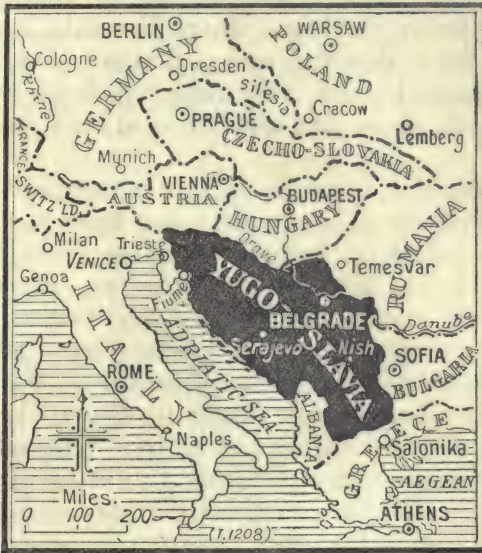 BERLIN
WARSAW
Cologne
Rhine
GERMANY
Dresden
POLAND
Silesia
PRAGUE
Cracow
Lemberg
CZECHO-SLOVAKIA
FRANCE
Munich
VIENNA
SWITZ'LD.
AUSTRIA
BUDAPEST
HUNGARY
RUMANIA
Milan
Trieste
Drave
VENICE
Temesvar
Genoa
Fiume
YUGO-SLAVIA
BELGRADE
Danube
ITALY
ADRIATIC SEA
Serajevo
Nish
SOFIA
BULGARIA
ROME
ALBANIA
GREECE
Naples
Salonika
AEGEAN
Miles.
0 100 200
(T.1208)
ATHENS